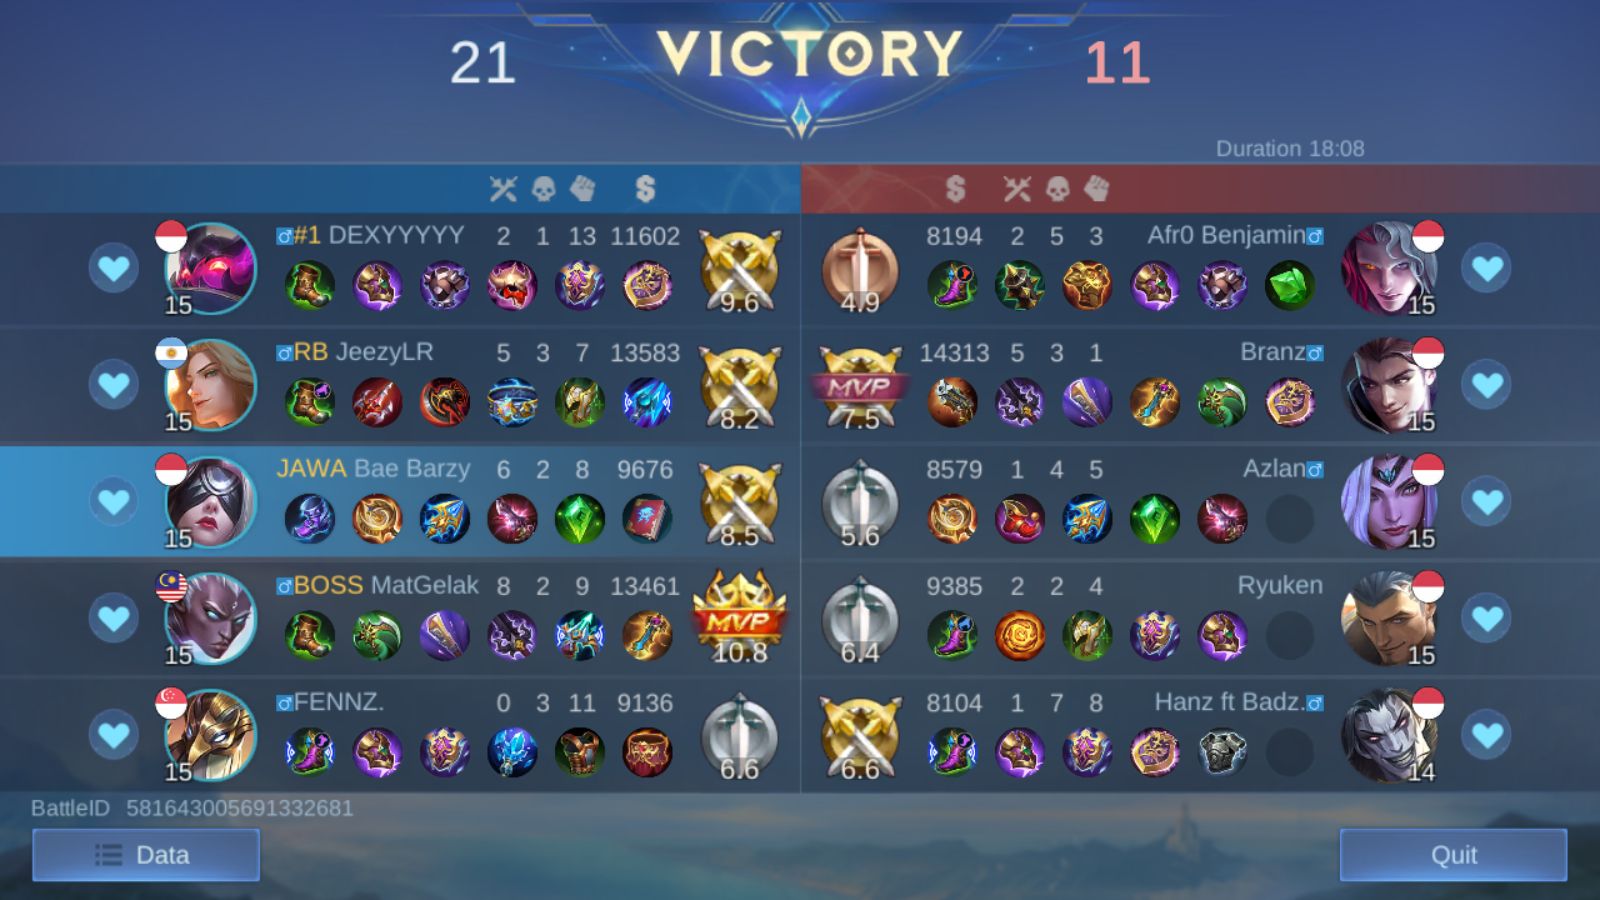 21 VICTORY 11
Duration 18:08
#1 DEXYYYYY 2 1 13 11602
15 9.6
8194 2 5 3 Afr0 Benjamin
4.9 15
RB JeezyLR 5 3 7 13583
15 8.2
14313 5 3 1 Branz
MVP
7.5 15
JAWA Bae Barzy 6 2 8 9676
15 8.5
8579 1 4 5 Azlan
5.6 15
BOSS MatGelak 8 2 9 13461
MVP
15 10.8
9385 2 2 4 Ryuken
6.4 15
FENNZ. 0 3 11 9136
15 6.6
8104 1 7 8 Hanz ft Badz.
6.6 14
BattleID 581643005691332681
Data
Quit